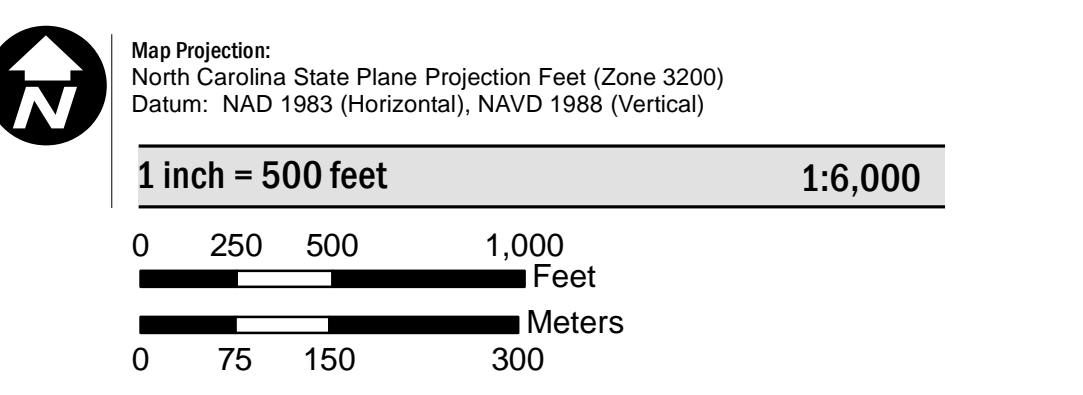 N
Map Projection:
North Carolina State Plane Projection Feet (Zone 3200)
Datum: NAD 1983 (Horizontal), NAVD 1988 (Vertical)
1 inch = 500 feet 1:6,000
0 250 500 1,000
Feet
Meters
0 75 150 300